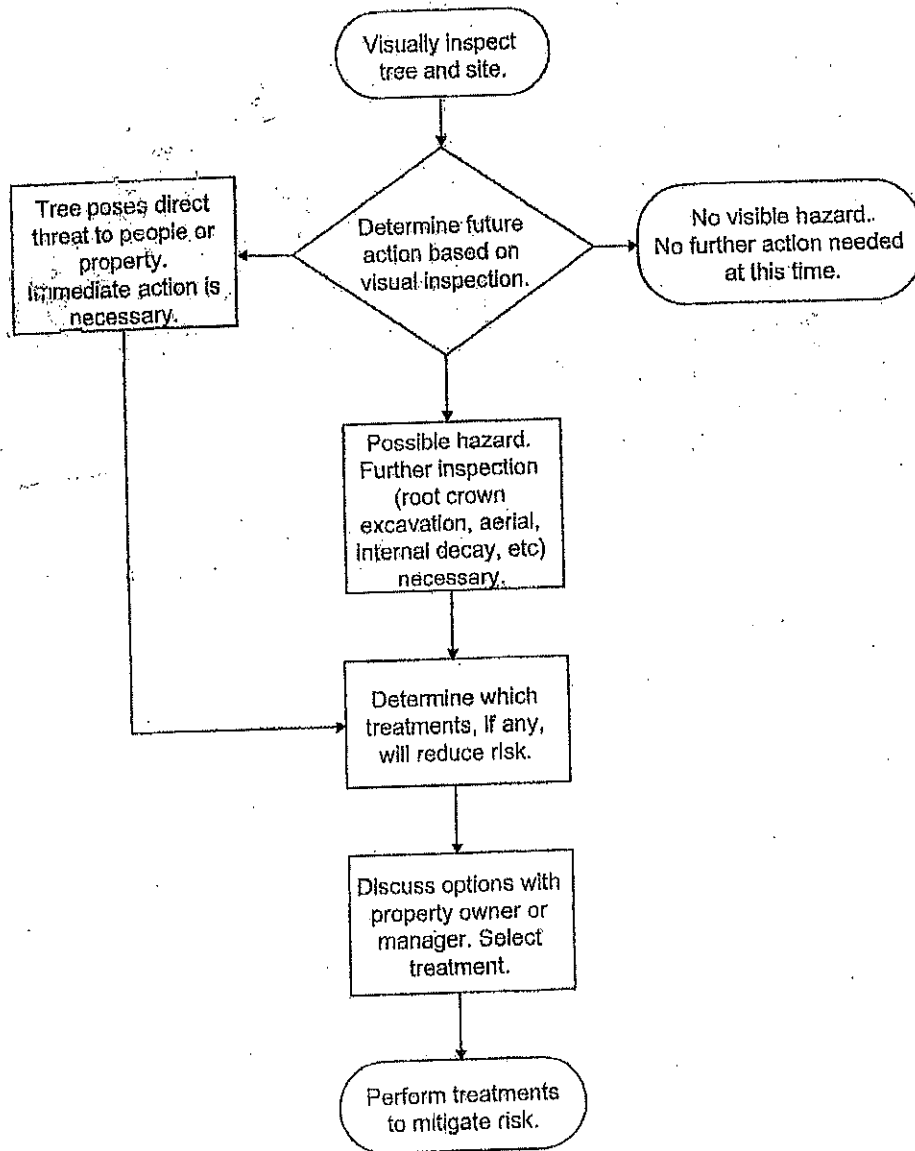 Visually inspect
tree and site.
Determine future
action based on
visual inspection.
Tree poses direct
threat to people or
property.
Immediate action is
necessary.
No visible hazard..
No further action needed
at this time.
Possible hazard.
Further inspection
(root crown
excavation, aerial,
internal decay, etc)
necessary.
Determine which
treatments, if any,
will reduce risk.
Discuss options with
property owner or
manager. Select
treatment.
Perform treatments
to mitigate risk.